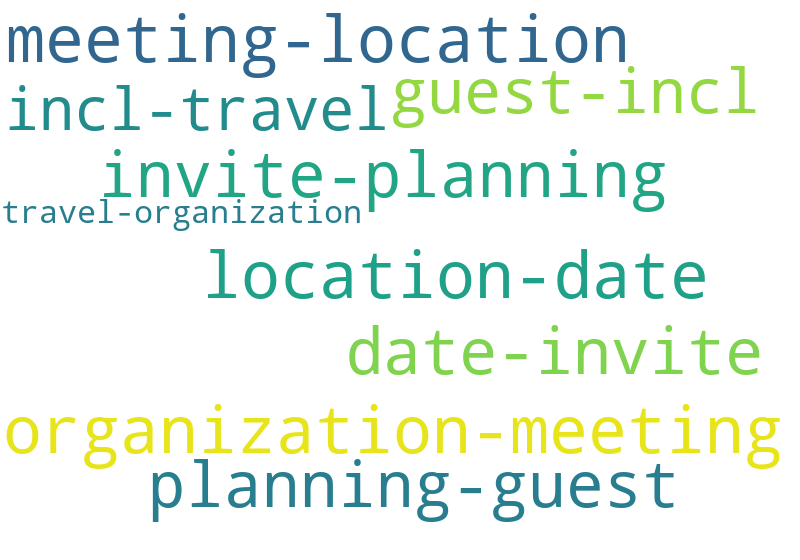 meeting-location
guest-incl
incl-travel
invite-planning
travel-organization
location-date
date-invite
organization-meeting
planning-guest